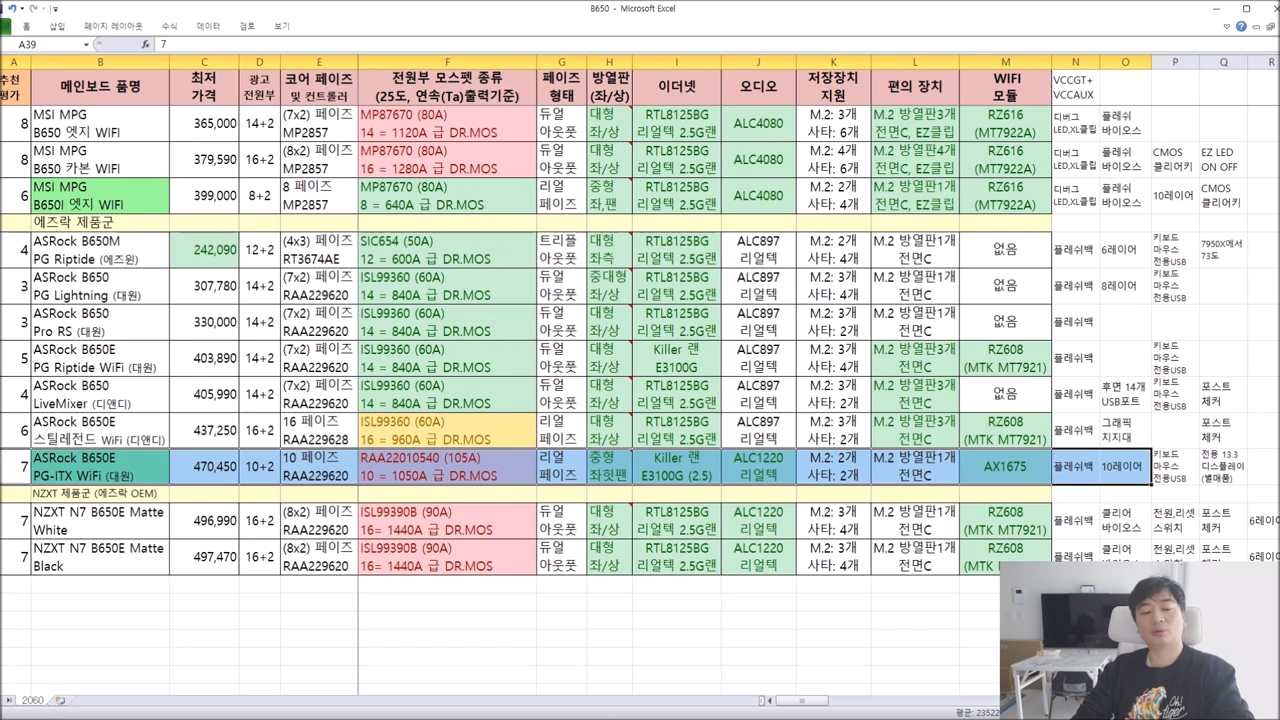 B650 - Microsoft Excel
홈 삽입 페이지 레이아웃 수식 데이터 검토 보기
A39 fx 7
A B C D E F G H I J K L M N O P Q R
추천 메인보드 품명 최저 광고 코어 페이즈 전원부 모스펫 종류 페이즈 방열판 이더넷 오디오 저장장치 편의 장치 WIFI VCCGT+
평가 가격 전원부 및 컨트롤러 (25도, 연속(Ta)출력기준) 형태 (좌/상) 지원 모듈 VCCAUX
8 MSI MPG 365,000 14+2 (7x2) 페이즈 MP87670 (80A) 듀얼 대형 RTL8125BG ALC4080 M.2: 3개 M.2 방열판3개 RZ616 디버그 플래쉬
B650 엣지 WIFI MP2857 14 = 1120A 급 DR.MOS 아웃풋 좌/상 리얼텍 2.5G랜 사타: 6개 전면C, EZ클립 (MT7922A) LED,XL클립 바이오스
8 MSI MPG 379,590 16+2 (8x2) 페이즈 MP87670 (80A) 듀얼 대형 RTL8125BG ALC4080 M.2: 4개 M.2 방열판4개 RZ616 디버그 플래쉬 CMOS EZ LED
B650 카본 WIFI MP2857 16 = 1280A 급 DR.MOS 아웃풋 좌/상 리얼텍 2.5G랜 사타: 6개 전면C, EZ클립 (MT7922A) LED,XL클립 바이오스 클리어키 ON OFF
6 MSI MPG 399,000 8+2 8 페이즈 MP87670 (80A) 리얼 중형 RTL8125BG ALC4080 M.2: 2개 M.2 방열판1개 RZ616 디버그 플래쉬 10레이어 CMOS
B650I 엣지 WIFI MP2857 8 = 640A 급 DR.MOS 페이즈 좌,팬 리얼텍 2.5G랜 사타: 4개 전면C, EZ클립 (MT7922A) LED,XL클립 바이오스 클리어키
에즈락 제품군
4 ASRock B650M 242,090 12+2 (4x3) 페이즈 SIC654 (50A) 트리플 대형 RTL8125BG ALC897 M.2: 2개 M.2 방열판1개 없음 플래쉬백 6레이어 키보드 마우스 전용USB 7950X에서
PG Riptide (에즈윈) RT3674AE 12 = 600A 급 DR.MOS 아웃풋 좌측 리얼텍 2.5G랜 리얼텍 사타: 4개 전면C 73도
3 ASRock B650 307,780 14+2 (7x2) 페이즈 ISL99360 (60A) 듀얼 중대형 RTL8125BG ALC897 M.2: 3개 M.2 방열판1개 없음 플래쉬백 8레이어 키보드 마우스 전용USB
PG Lightning (대원) RAA229620 14 = 840A 급 DR.MOS 아웃풋 좌/상 리얼텍 2.5G랜 리얼텍 사타: 4개 전면C
3 ASRock B650 330,000 14+2 (7x2) 페이즈 ISL99360 (60A) 듀얼 대형 RTL8125BG ALC897 M.2: 3개 M.2 방열판1개 없음 플래쉬백
Pro RS (대원) RAA229620 14 = 840A 급 DR.MOS 아웃풋 좌/상 리얼텍 2.5G랜 리얼텍 사타: 2개 전면C
5 ASRock B650E 403,890 14+2 (7x2) 페이즈 ISL99360 (60A) 듀얼 대형 Killer 랜 ALC897 M.2: 3개 M.2 방열판3개 RZ608 플래쉬백 키보드 마우스 전용USB
PG Riptide WiFi (대원) RAA229620 14 = 840A 급 DR.MOS 아웃풋 좌/상 E3100G 리얼텍 사타: 2개 전면C (MTK MT7921)
4 ASRock B650 405,990 14+2 (7x2) 페이즈 ISL99360 (60A) 듀얼 대형 RTL8125BG ALC897 M.2: 3개 M.2 방열판3개 없음 플래쉬백 후면 14개 키보드 마우스 전용USB 포스트
LiveMixer (디앤디) RAA229620 14 = 840A 급 DR.MOS 아웃풋 좌/상 리얼텍 2.5G랜 리얼텍 사타: 2개 전면C USB포트 체커
6 ASRock B650E 437,250 16+2 16 페이즈 ISL99360 (60A) 리얼 대형 RTL8125BG ALC897 M.2: 3개 M.2 방열판3개 RZ608 플래쉬백 그래픽 포스트
스틸레전드 WiFi (디앤디) RAA229628 16 = 960A 급 DR.MOS 페이즈 좌/상 리얼텍 2.5G랜 리얼텍 사타: 2개 전면C (MTK MT7921) 지지대 체커
7 ASRock B650E 470,450 10+2 10 페이즈 RAA22010540 (105A) 리얼 중형 Killer 랜 ALC1220 M.2: 2개 M.2 방열판1개 AX1675 플래쉬백 10레이어 키보드 마우스 전용USB 전용 13.3
PG-ITX WiFi (대원) RAA229620 10 = 1050A 급 DR.MOS 페이즈 좌힛팬 E3100G (2.5) 리얼텍 사타: 2개 전면C 디스플레이 (별매품)
NZXT 제품군 (에즈락 OEM)
7 NZXT N7 B650E Matte 496,990 16+2 (8x2) 페이즈 ISL99390B (90A) 듀얼 대형 RTL8125BG ALC1220 M.2: 3개 M.2 방열판1개 RZ608 플래쉬백 클리어 전원,리셋 포스트 6레이
White RAA229620 16= 1440A 급 DR.MOS 아웃풋 좌/상 리얼텍 2.5G랜 리얼텍 사타: 4개 전면C (MTK MT7921) 바이오스 스위치 체커
7 NZXT N7 B650E Matte 497,470 16+2 (8x2) 페이즈 ISL99390B (90A) 듀얼 대형 RTL8125BG ALC1220 M.2: 3개 M.2 방열판1개 RZ608 플래쉬백 클리어 전원,리셋 포스트 6레이
Black RAA229620 16= 1440A 급 DR.MOS 아웃풋 좌/상 리얼텍 2.5G랜 리얼텍 사타: 4개 전면C (MTK
2060
평균: 23522
Oh!
tiger